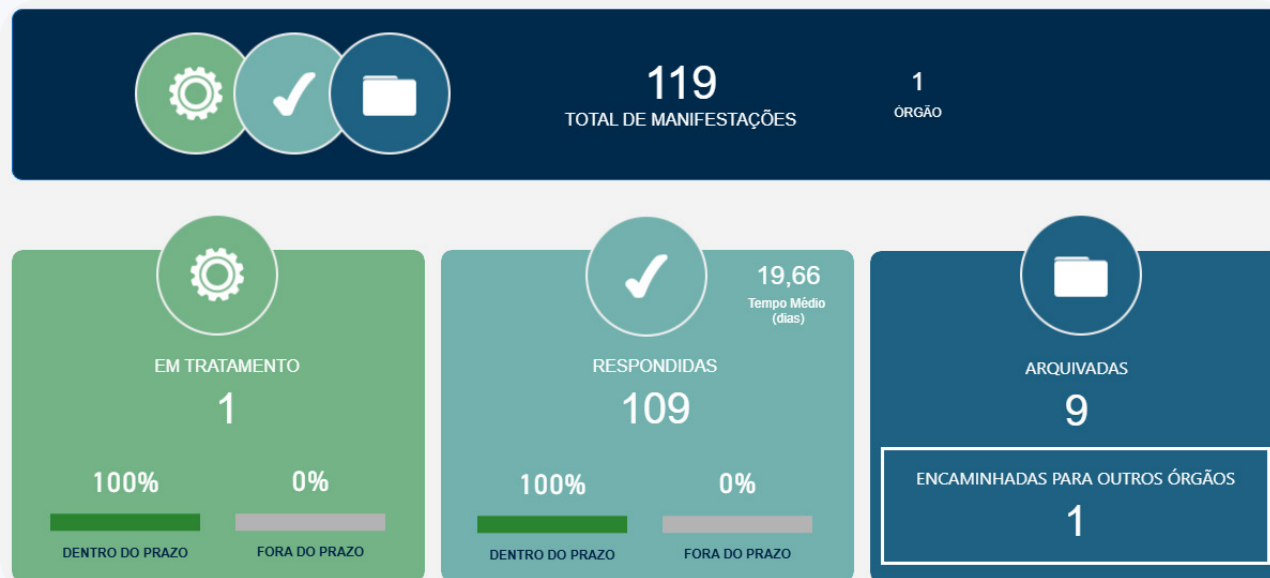 119
TOTAL DE MANIFESTAÇÕES
1
ÓRGÃO
EM TRATAMENTO
1
100%
0%
DENTRO DO PRAZO
FORA DO PRAZO
19,66
Tempo Médio
(dias)
RESPONDIDAS
109
100%
0%
DENTRO DO PRAZO
FORA DO PRAZO
ARQUIVADAS
9
ENCAMINHADAS PARA OUTROS ÓRGÃOS
1